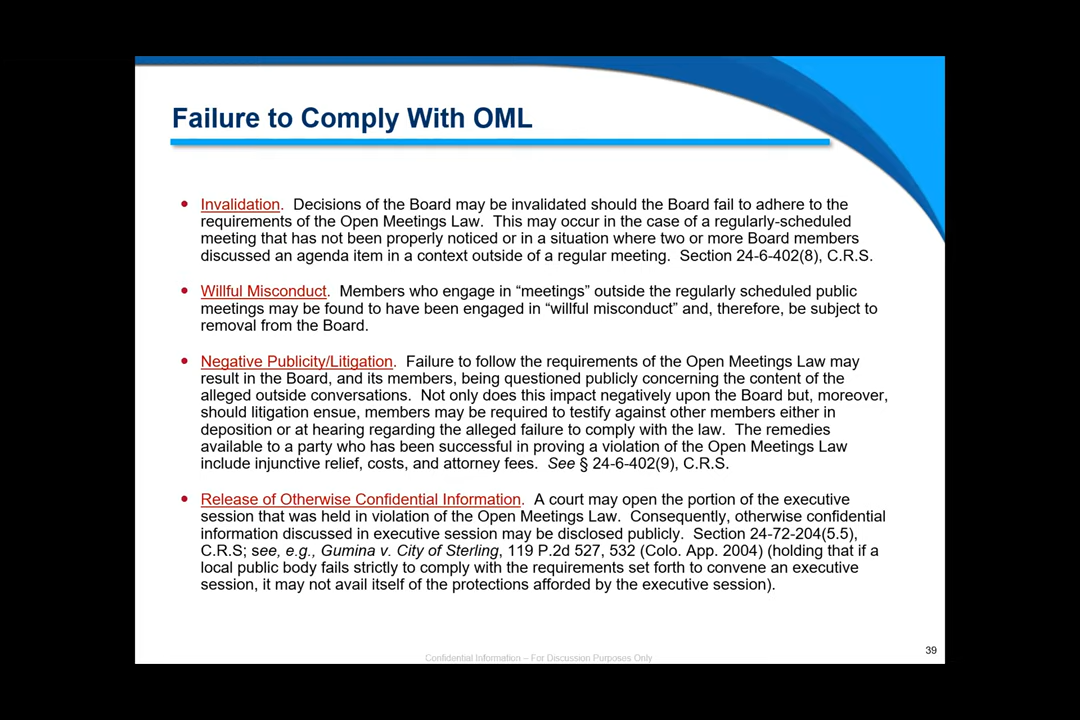 Failure to Comply With OML
• Invalidation.  Decisions of the Board may be invalidated should the Board fail to adhere to the
requirements of the Open Meetings Law.  This may occur in the case of a regularly-scheduled
meeting that has not been properly noticed or in a situation where two or more Board members
discussed an agenda item in a context outside of a regular meeting.  Section 24-6-402(8), C.R.S.
• Willful Misconduct.  Members who engage in “meetings” outside the regularly scheduled public
meetings may be found to have been engaged in “willful misconduct” and, therefore, be subject to
removal from the Board.
• Negative Publicity/Litigation.  Failure to follow the requirements of the Open Meetings Law may
result in the Board, and its members, being questioned publicly concerning the content of the
alleged outside conversations.  Not only does this impact negatively upon the Board but, moreover,
should litigation ensue, members may be required to testify against other members either in
deposition or at hearing regarding the alleged failure to comply with the law.  The remedies
available to a party who has been successful in proving a violation of the Open Meetings Law
include injunctive relief, costs, and attorney fees.  See § 24-6-402(9), C.R.S.
• Release of Otherwise Confidential Information.  A court may open the portion of the executive
session that was held in violation of the Open Meetings Law.  Consequently, otherwise confidential
information discussed in executive session may be disclosed publicly.  Section 24-72-204(5.5),
C.R.S; see, e.g., Gumina v. City of Sterling, 119 P.2d 527, 532 (Colo. App. 2004) (holding that if a
local public body fails strictly to comply with the requirements set forth to convene an executive
session, it may not avail itself of the protections afforded by the executive session).
39
Confidential Information – For Discussion Purposes Only